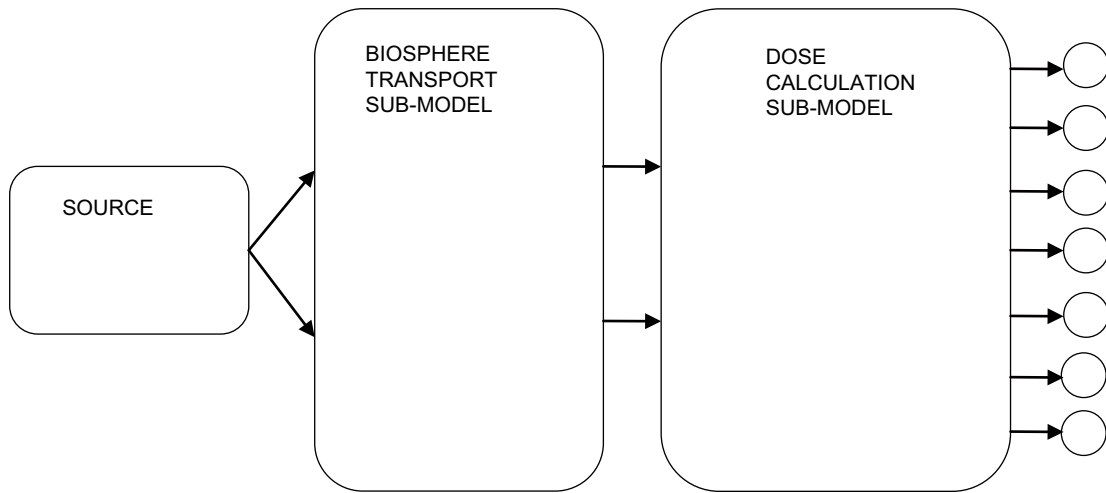 SOURCE
BIOSPHERE
TRANSPORT
SUB-MODEL
DOSE
CALCULATION
SUB-MODEL